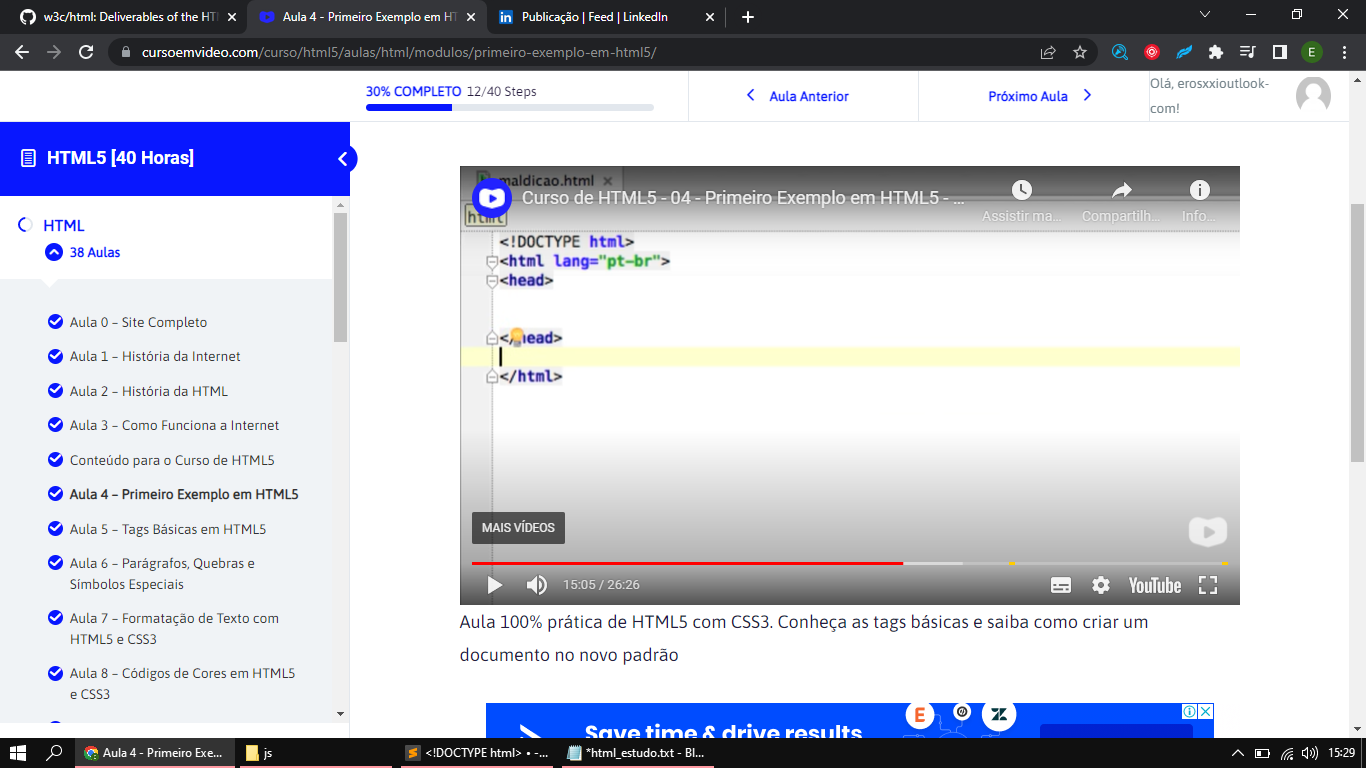 w3c/html: Deliverables of the HT
Aula 4 - Primeiro Exemplo em HT
Publicação | Feed | LinkedIn
cursoemvideo.com/curso/html5/aulas/html/modulos/primeiro-exemplo-em-html5/
E
30% COMPLETO 12/40 Steps
Aula Anterior
Próximo Aula
Olá, erosxxioutlook-
com!
HTML5 [40 Horas]
HTML
38 Aulas
Aula 0 – Site Completo
Aula 1 – História da Internet
Aula 2 – História da HTML
Aula 3 – Como Funciona a Internet
Conteúdo para o Curso de HTML5
Aula 4 – Primeiro Exemplo em HTML5
Aula 5 – Tags Básicas em HTML5
Aula 6 – Parágrafos, Quebras e
Símbolos Especiais
Aula 7 – Formatação de Texto com
HTML5 e CSS3
Aula 8 – Códigos de Cores em HTML5
e CSS3
maldicao.html
Curso de HTML5 - 04 - Primeiro Exemplo em HTML5 - ...
Assistir ma...
Compartilh...
Info...
html
<!DOCTYPE html>
<html lang="pt-br">
<head>
</head>
</html>
MAIS VÍDEOS
15:05 / 26:26
YouTube
Aula 100% prática de HTML5 com CSS3. Conheça as tags básicas e saiba como criar um
documento no novo padrão
Save time & drive results
E
Aula 4 - Primeiro Exe...
js
<!DOCTYPE html> • -...
*html_estudo.txt - Bl...
15:29